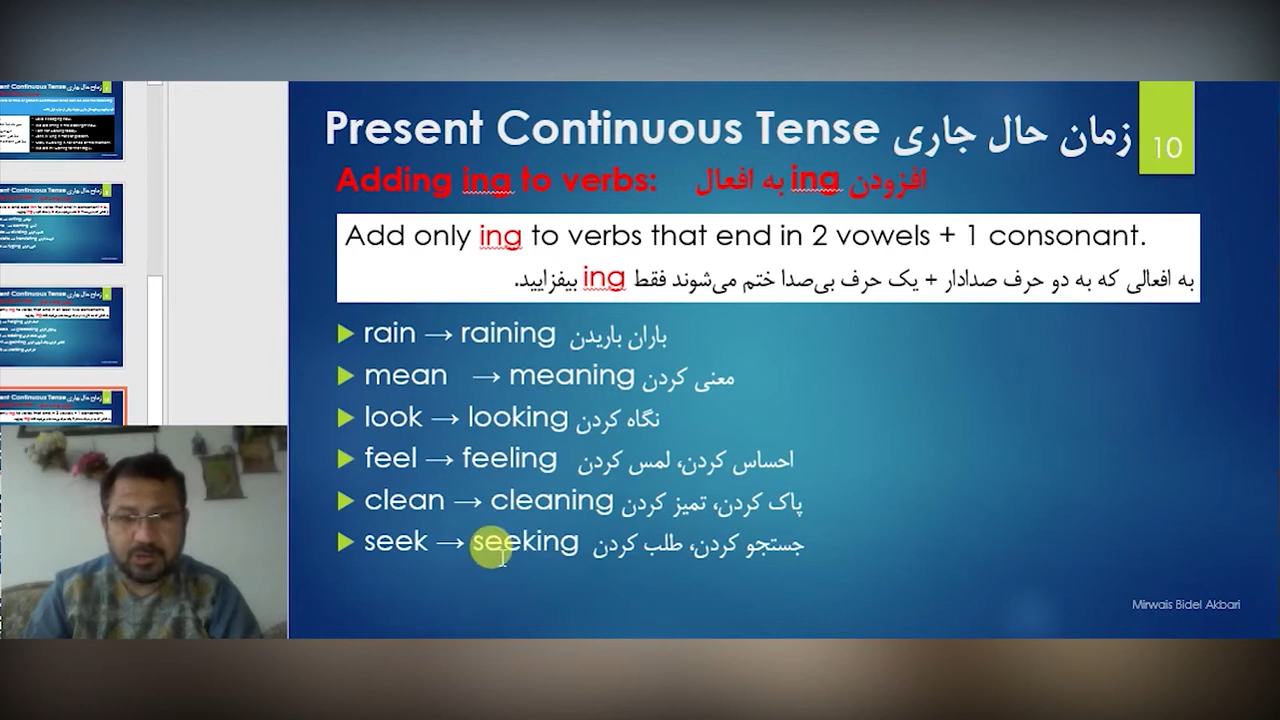 Present Continuous Tense زمان حال جاری
10
Adding ing to verbs: افزودن ing به افعال
Add only ing to verbs that end in 2 vowels + 1 consonant.
به افعالی که به دو حرف صدادار + یک حرف بی‌صدا ختم می‌شوند فقط ing بیفزایید.
rain → raining باران باریدن
mean → meaning معنی کردن
look → looking نگاه کردن
feel → feeling احساس کردن، لمس کردن
clean → cleaning پاک کردن، تمیز کردن
seek → seeking جستجو کردن، طلب کردن
Mirwais Bidel Akbari